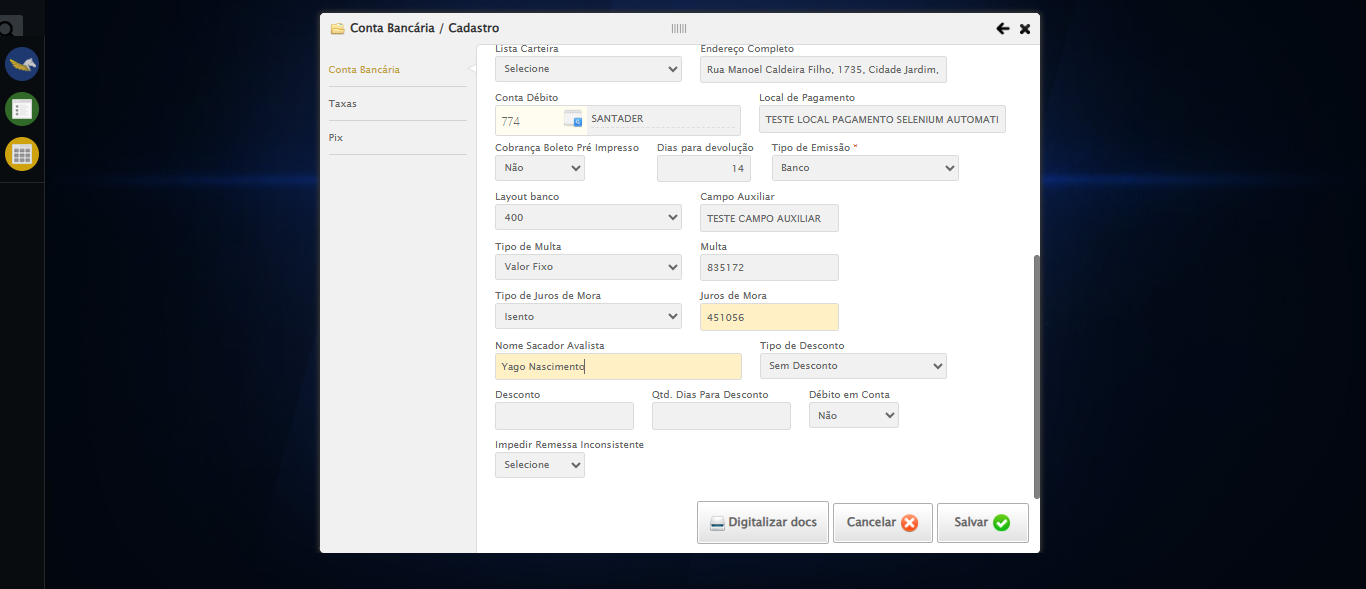 Conta Bancária / Cadastro
Conta Bancária
Taxas
Pix
Lista Carteira
Endereço Completo
Selecione
Rua Manoel Caldeira Filho, 1735, Cidade Jardim,
Conta Débito
Local de Pagamento
774
SANTADER
TESTE LOCAL PAGAMENTO SELENIUM AUTOMATI
Cobrança Boleto Pré Impresso
Dias para devolução
Tipo de Emissão *
Não
14
Banco
Layout banco
Campo Auxiliar
400
TESTE CAMPO AUXILIAR
Tipo de Multa
Multa
Valor Fixo
835172
Tipo de Juros de Mora
Juros de Mora
Isento
451056
Nome Sacador Avalista
Tipo de Desconto
Yago Nascimento
Sem Desconto
Desconto
Qtd. Dias Para Desconto
Débito em Conta
Não
Impedir Remessa Inconsistente
Selecione
Digitalizar docs
Cancelar
Salvar